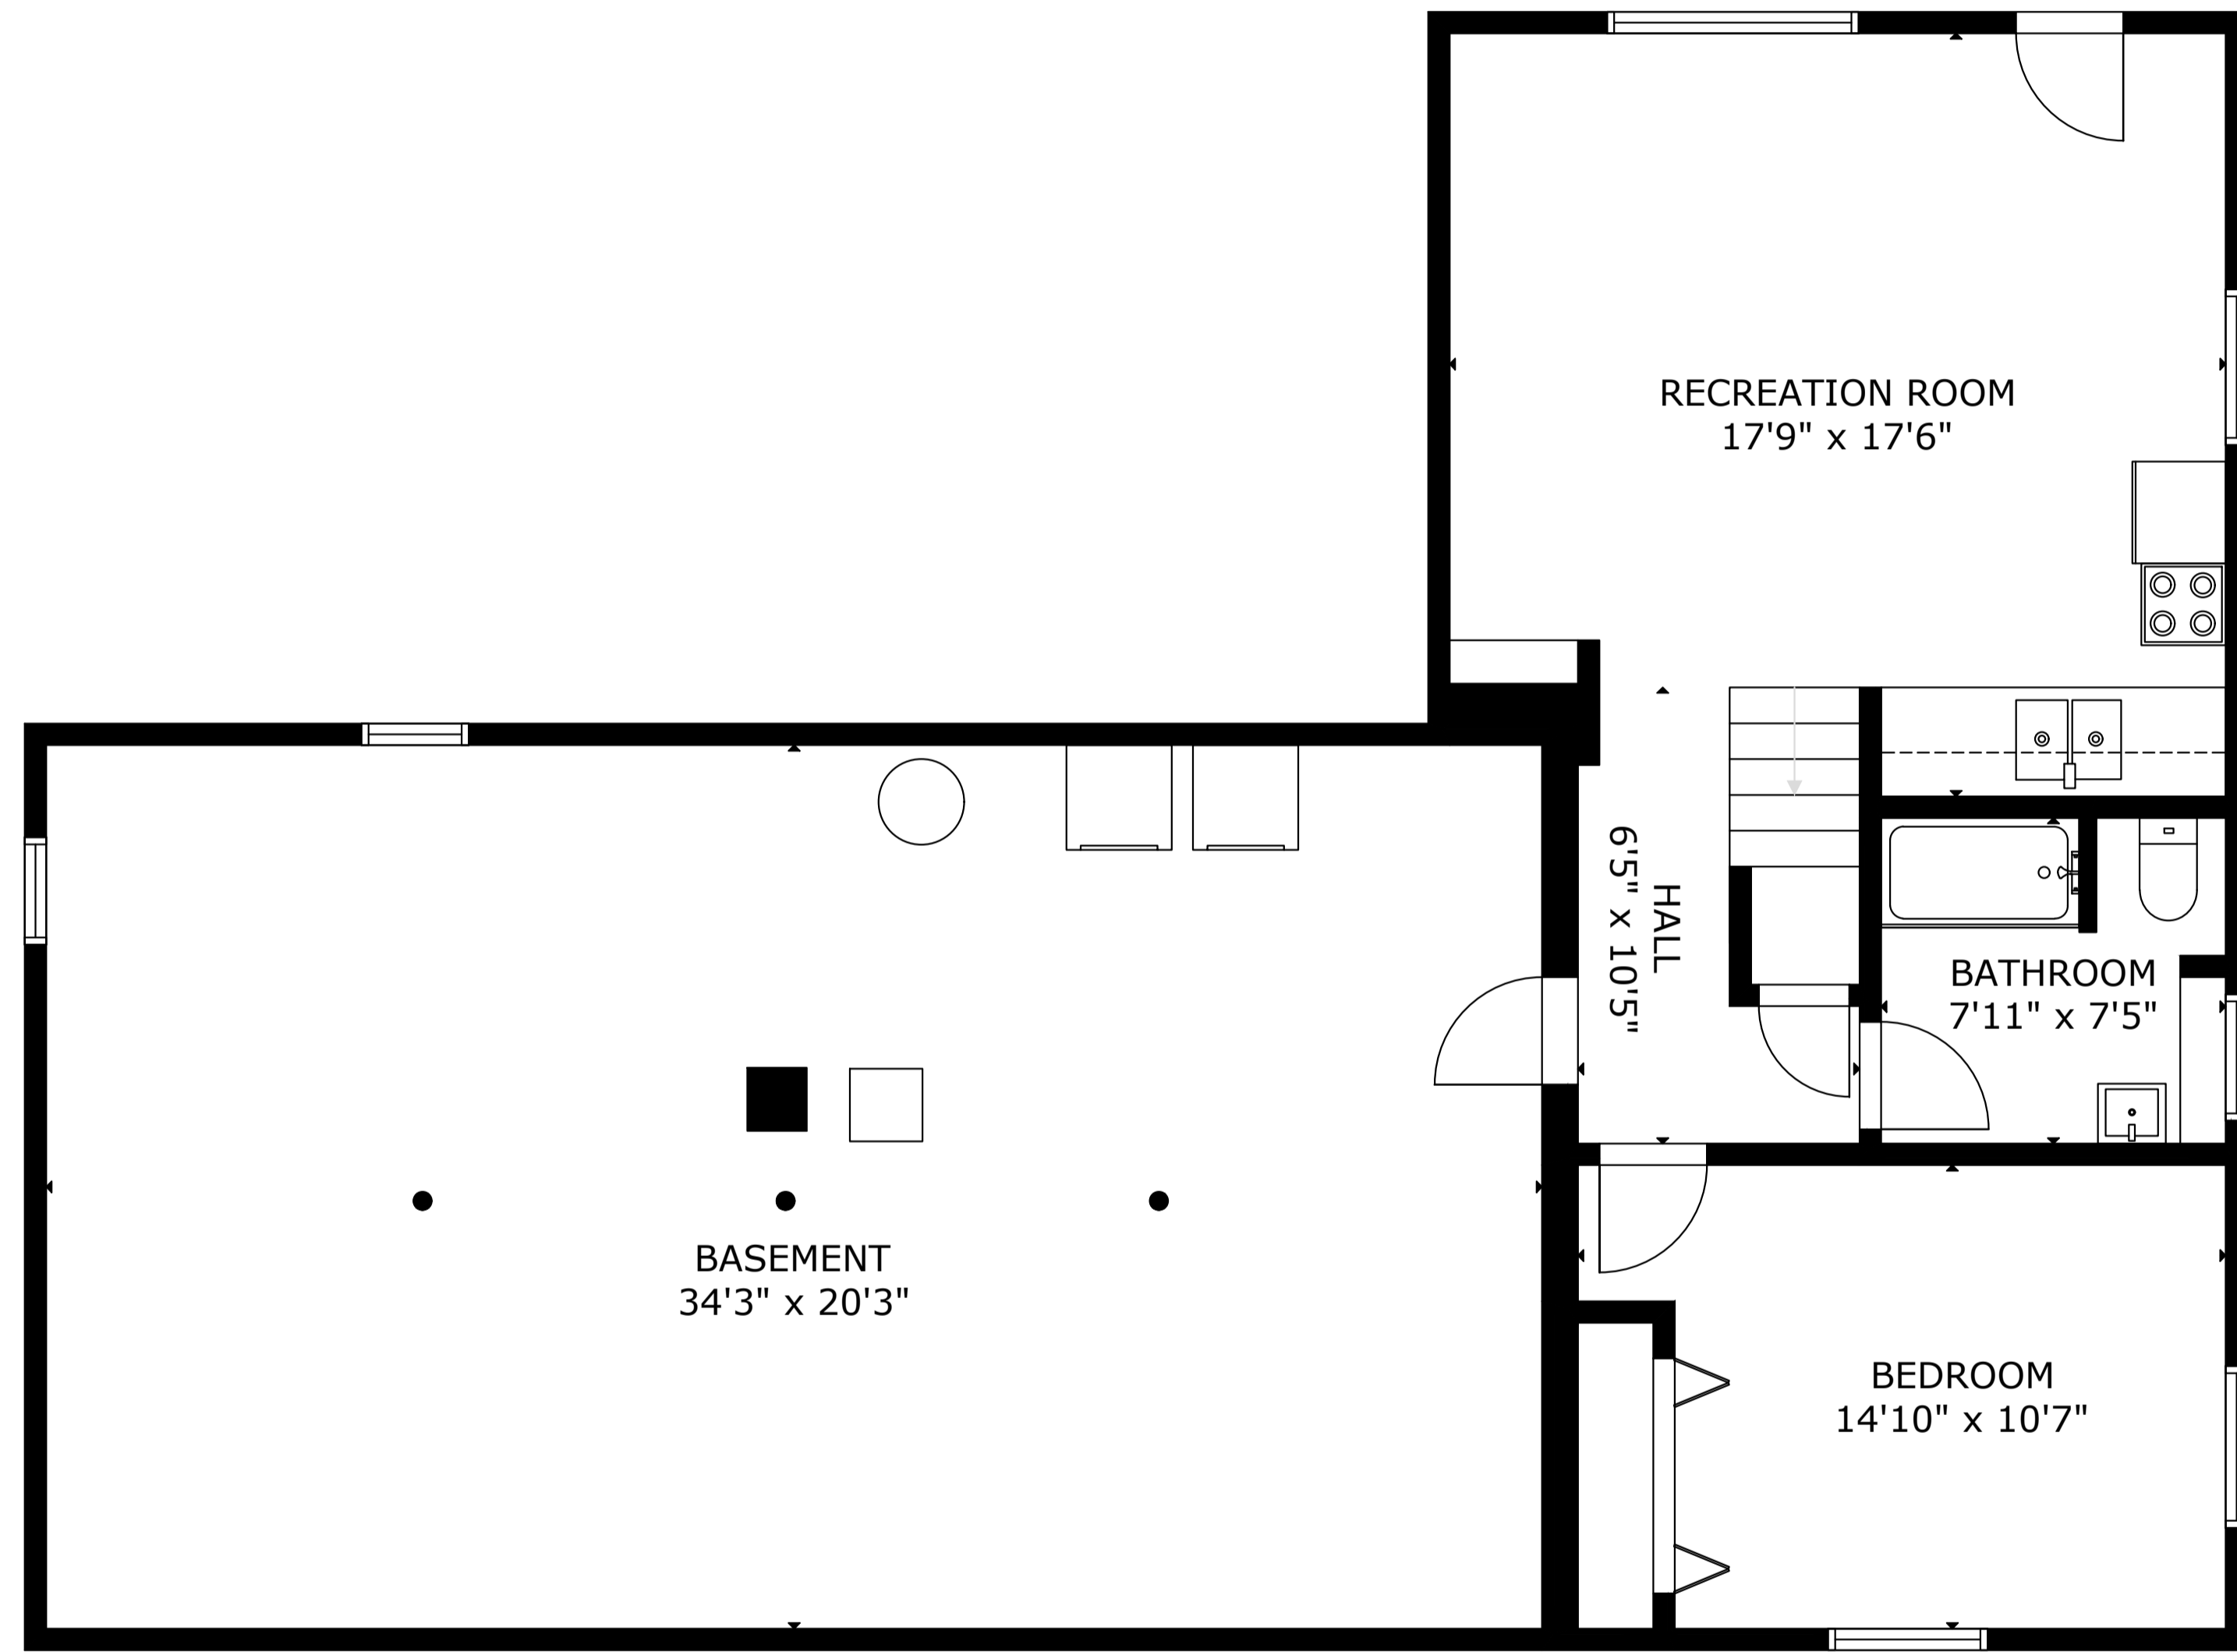 RECREATION ROOM
17'9" x 17'6"
HALL
6'5" x 10'5"
BATHROOM
7'11" x 7'5"
BASEMENT
34'3" x 20'3"
BEDROOM
14'10" x 10'7"